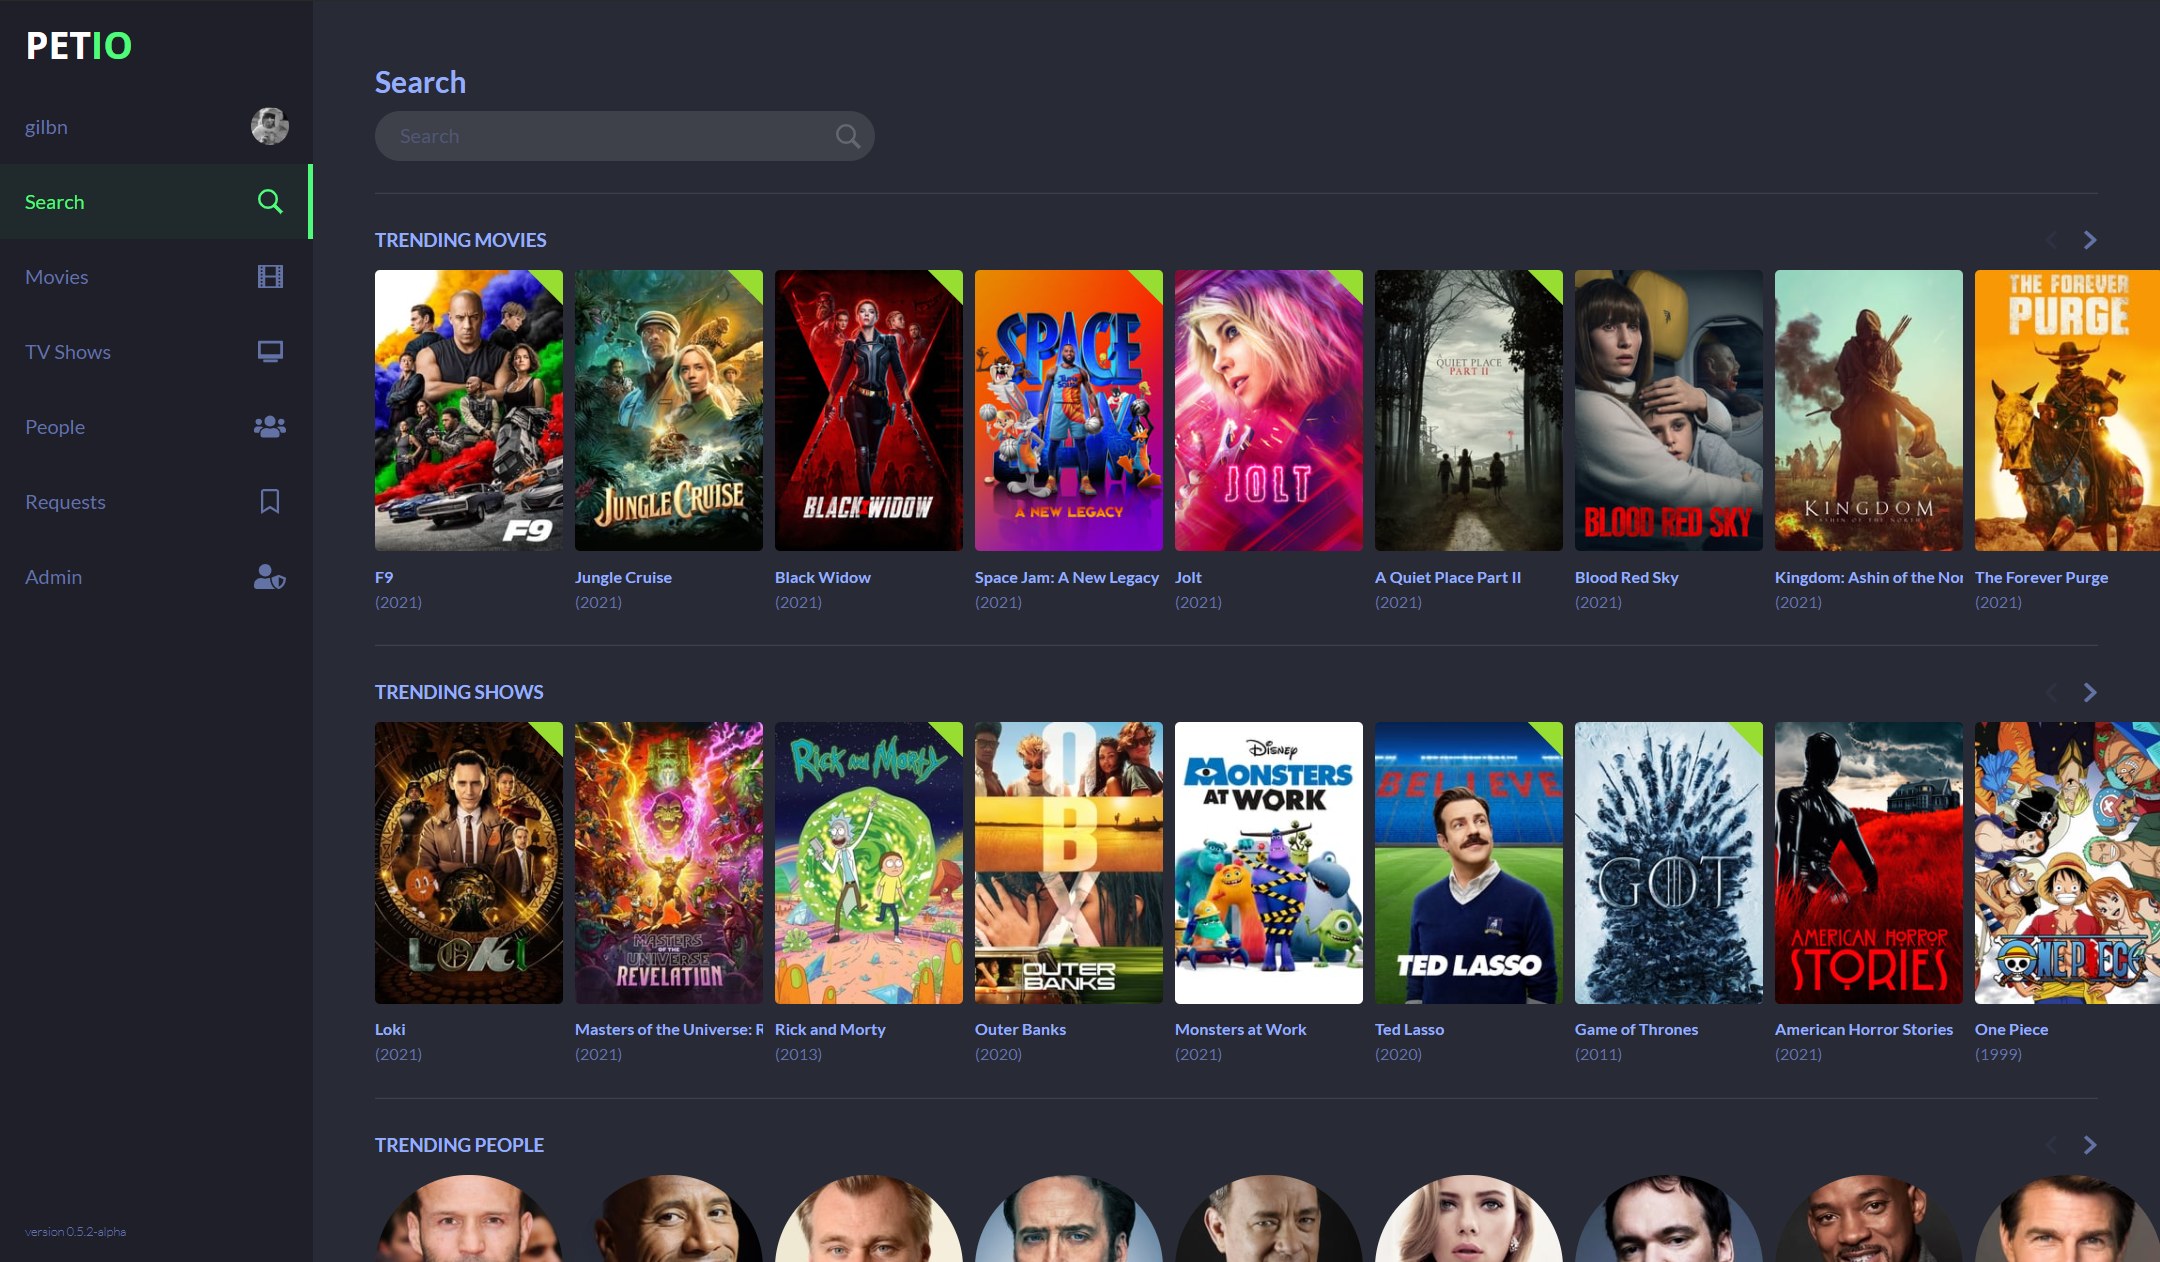 PETIO
gilbn
Search
Movies
TV Shows
People
Requests
Admin
version 0.5.2-alpha
Search
Search
TRENDING MOVIES
F9
JUNGLE CRUISE
BLACK WIDOW
SPACE
A NEW LEGACY
JOLT
A QUIET PLACE
PART II
BLOOD RED SKY
KINGDOM
ASHIN OF THE NORTH
THE FOREVER
PURGE
F9
(2021)
Jungle Cruise
(2021)
Black Widow
(2021)
Space Jam: A New Legacy
(2021)
Jolt
(2021)
A Quiet Place Part II
(2021)
Blood Red Sky
(2021)
Kingdom: Ashin of the Nor
(2021)
The Forever Purge
(2021)
TRENDING SHOWS
LOKI
MASTERS
OF THE
UNIVERSE
REVELATION
RICK AND MORTY
OBX
OUTER
BANKS
DISNEY
MONSTERS
AT WORK
BELIEVE
TED LASSO
GOT
AMERICAN HORROR
STORIES
ONE PIECE
Loki
(2021)
Masters of the Universe: R
(2021)
Rick and Morty
(2013)
Outer Banks
(2020)
Monsters at Work
(2021)
Ted Lasso
(2020)
Game of Thrones
(2011)
American Horror Stories
(2021)
One Piece
(1999)
TRENDING PEOPLE